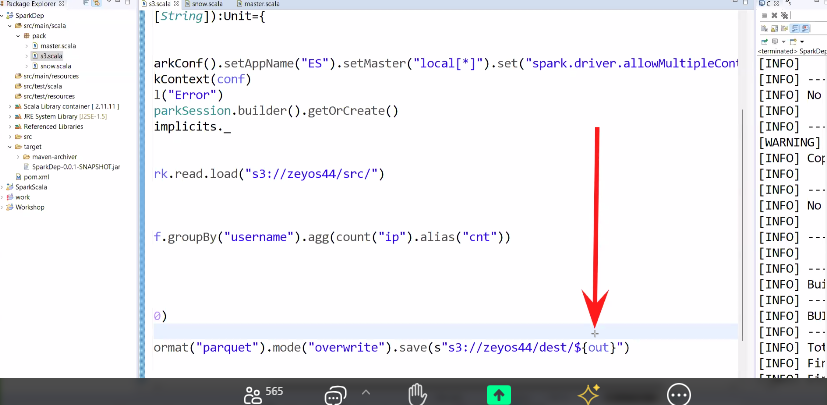 Package Explorer
s3.scala
snow.scala
master.scala
SparkDep
src/main/scala
pack
master.scala
s3.scala
snow.scala
src/main/resources
src/test/scala
src/test/resources
Scala Library container [ 2.11.11 ]
JRE System Library [J2SE-1.5]
Referenced Libraries
src
target
maven-archiver
SparkDep-0.0.1-SNAPSHOT.jar
pom.xml
SparkScala
work
Workshop
[String]):Unit={
arkConf().setAppName("ES").setMaster("local[*]").set("spark.driver.allowMultipleCont
kContext(conf)
l("Error")
parkSession.builder().getOrCreate()
implicits._
rk.read.load("s3://zeyos44/src/")
f.groupBy("username").agg(count("ip").alias("cnt"))
0)
ormat("parquet").mode("overwrite").save(s"s3://zeyos44/dest/${out}")
<terminated> SparkDep
[INFO]
[INFO] ---
[INFO] No
[INFO]
[INFO] ---
[WARNING]
[INFO] Cop
[INFO]
[INFO] ---
[INFO] No
[INFO]
[INFO] ---
[INFO]
[INFO] ---
[INFO] Bui
[INFO] ---
[INFO] BUI
[INFO] ---
[INFO] Tot
[INFO] Fin
565